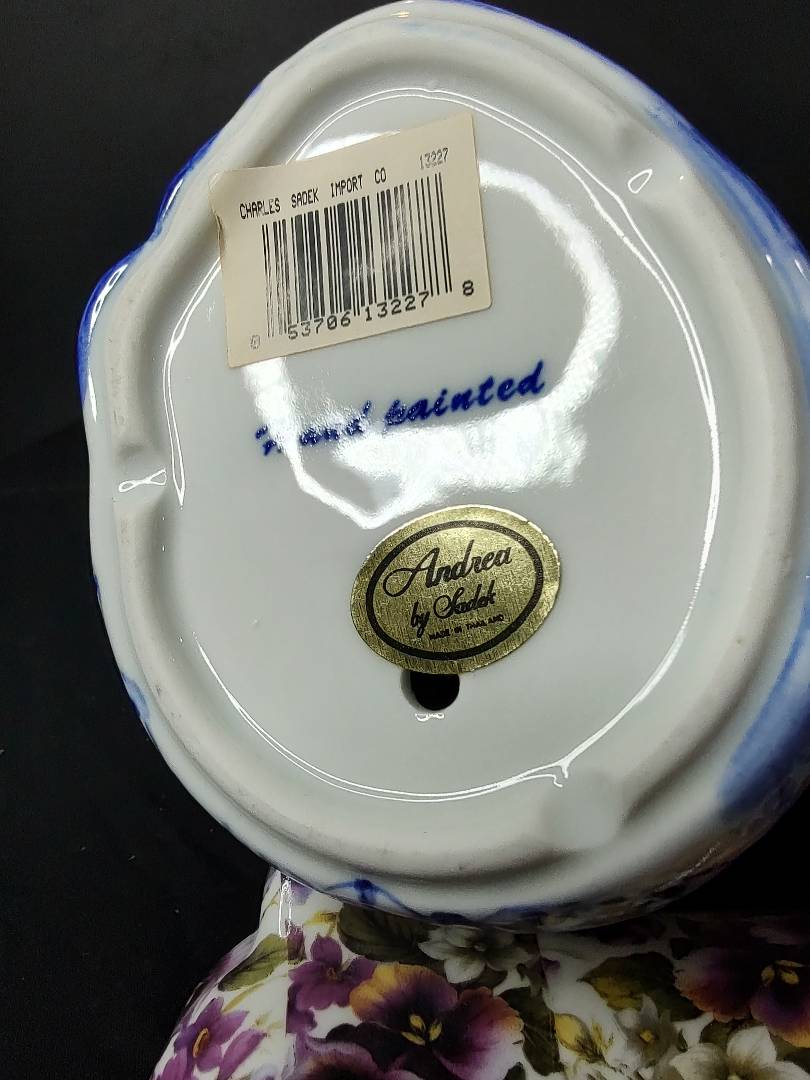 CHARLES SADEK IMPORT CO 13227
0 53706 13227 8
Hand painted
Andrea
by Sadek
MADE IN THAILAND